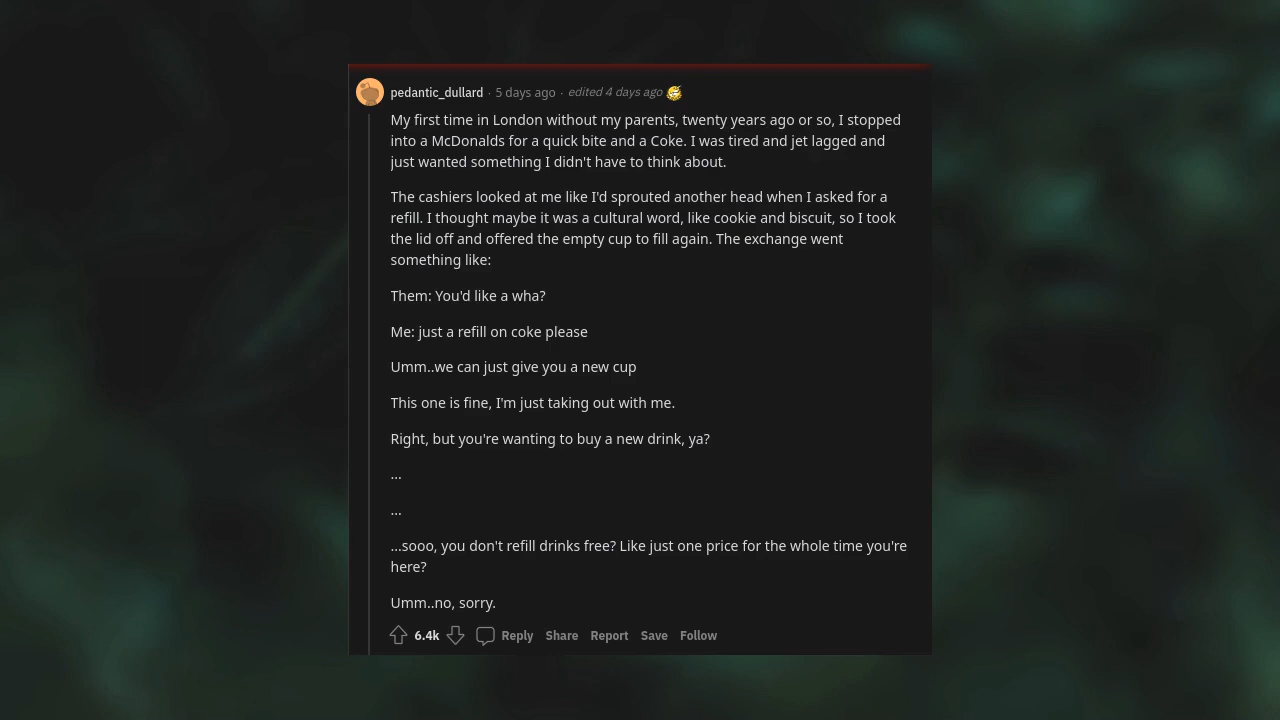 pedantic_dullard · 5 days ago · edited 4 days ago
My first time in London without my parents, twenty years ago or so, I stopped
into a McDonalds for a quick bite and a Coke. I was tired and jet lagged and
just wanted something I didn't have to think about.
The cashiers looked at me like I'd sprouted another head when I asked for a
refill. I thought maybe it was a cultural word, like cookie and biscuit, so I took
the lid off and offered the empty cup to fill again. The exchange went
something like:
Them: You'd like a wha?
Me: just a refill on coke please
Umm..we can just give you a new cup
This one is fine, I'm just taking out with me.
Right, but you're wanting to buy a new drink, ya?
...
...
...sooo, you don't refill drinks free? Like just one price for the whole time you're
here?
Umm..no, sorry.
6.4k Reply Share Report Save Follow